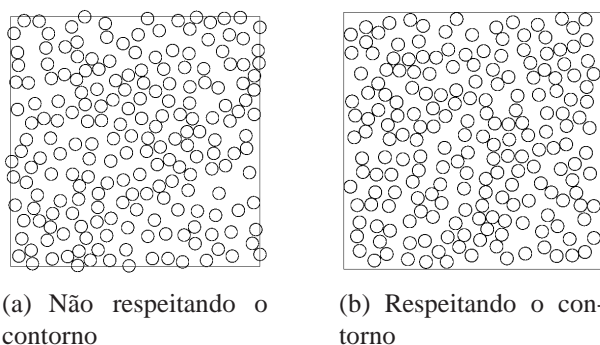 (a) Não respeitando o
contorno
(b) Respeitando o con-
torno